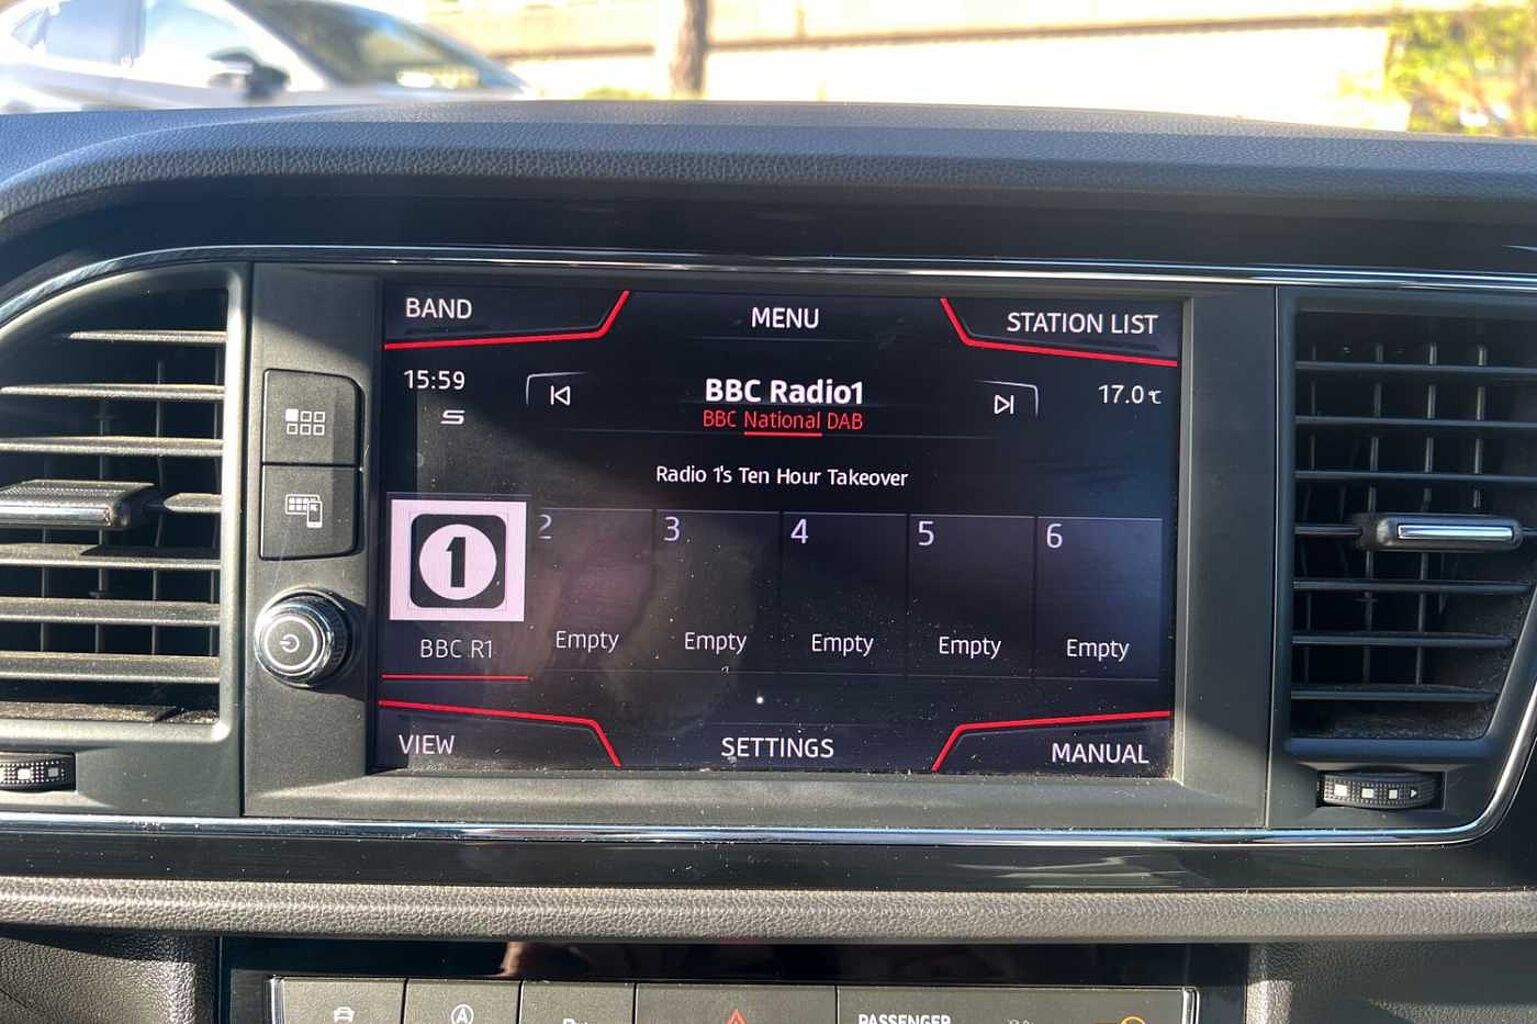 BAND
MENU
STATION LIST
15:59
BBC Radio1
17.0℃
S
BBC National DAB
Radio 1's Ten Hour Takeover
1
2
3
4
5
6
BBC R1
Empty
Empty
Empty
Empty
Empty
VIEW
SETTINGS
MANUAL
A
PASSENGER